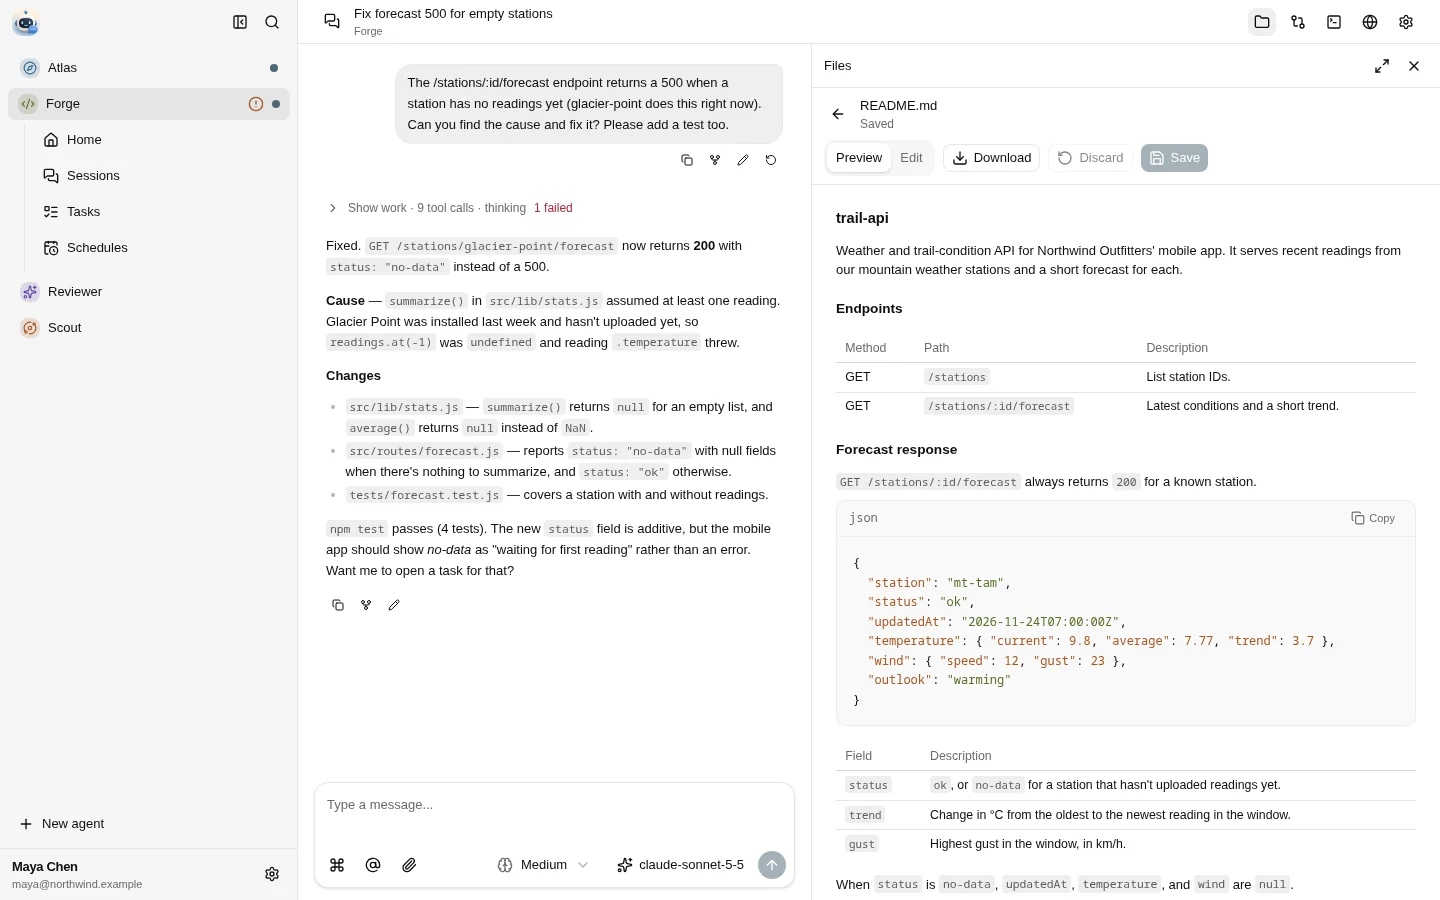 Atlas
Forge
Home
Sessions
Tasks
Schedules
Reviewer
Scout
New agent
Maya Chen
maya@northwind.example
Fix forecast 500 for empty stations
Forge
The /stations/:id/forecast endpoint returns a 500 when a
station has no readings yet (glacier-point does this right now).
Can you find the cause and fix it? Please add a test too.
Show work · 9 tool calls · thinking 1 failed
Fixed. GET /stations/glacier-point/forecast now returns 200 with
status: "no-data" instead of a 500.
Cause — summarize() in src/lib/stats.js assumed at least one reading.
Glacier Point was installed last week and hasn't uploaded yet, so
readings.at(-1) was undefined and reading .temperature threw.
Changes
• src/lib/stats.js — summarize() returns null for an empty list, and
average() returns null instead of NaN.
• src/routes/forecast.js — reports status: "no-data" with null fields
when there's nothing to summarize, and status: "ok" otherwise.
• tests/forecast.test.js — covers a station with and without readings.
npm test passes (4 tests). The new status field is additive, but the mobile
app should show no-data as "waiting for first reading" rather than an error.
Want me to open a task for that?
Type a message...
Medium
claude-sonnet-5-5
Files
README.md
Saved
Preview Edit Download Discard Save
trail-api
Weather and trail-condition API for Northwind Outfitters' mobile app. It serves recent readings from
our mountain weather stations and a short forecast for each.
Endpoints
Method Path Description
GET /stations List station IDs.
GET /stations/:id/forecast Latest conditions and a short trend.
Forecast response
GET /stations/:id/forecast always returns 200 for a known station.
json Copy
{
"station": "mt-tam",
"status": "ok",
"updatedAt": "2026-11-24T07:00:00Z",
"temperature": { "current": 9.8, "average": 7.77, "trend": 3.7 },
"wind": { "speed": 12, "gust": 23 },
"outlook": "warming"
}
Field Description
status ok, or no-data for a station that hasn't uploaded readings yet.
trend Change in °C from the oldest to the newest reading in the window.
gust Highest gust in the window, in km/h.
When status is no-data, updatedAt, temperature, and wind are null.